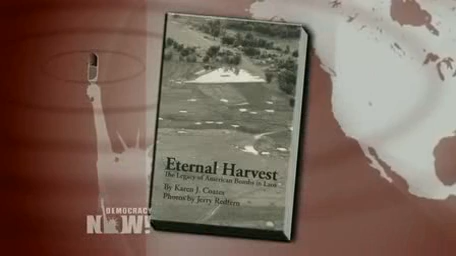 Eternal Harvest
The Legacy of American Bombs in Laos
By Karen J. Coates
Photos by Jerry Redfern
DEMOCRACY
NOW!